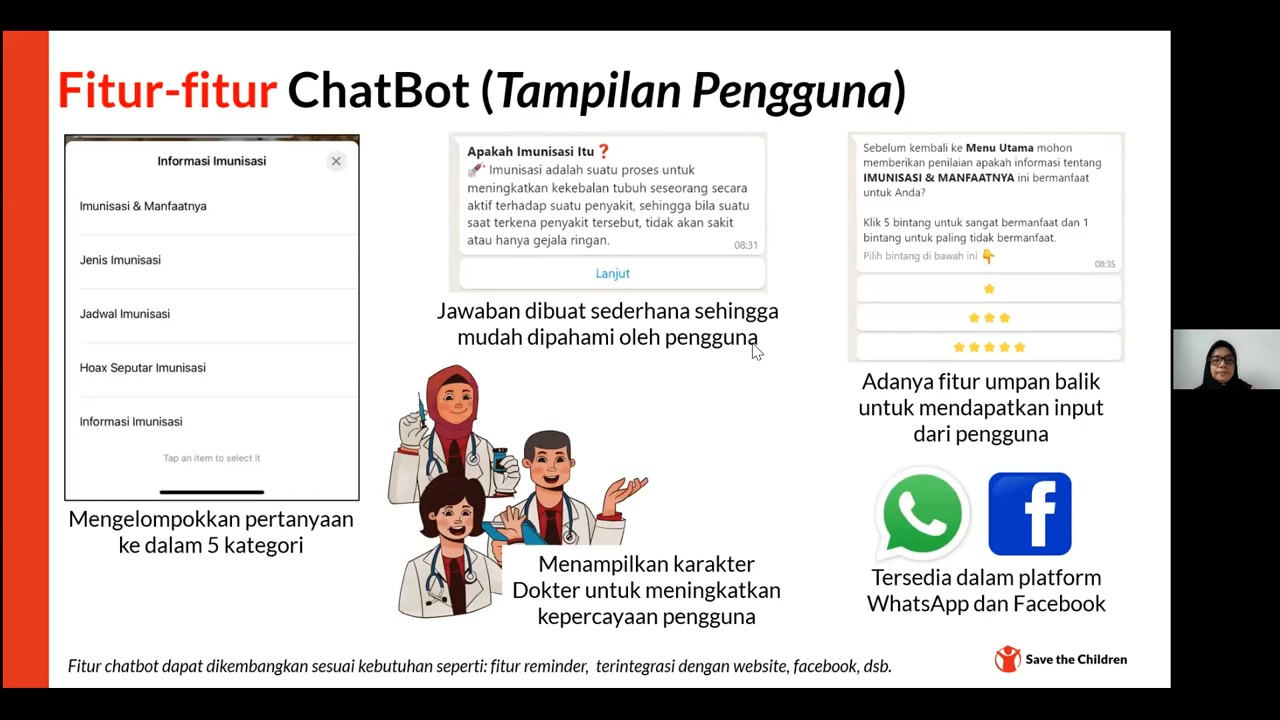 Fitur-fitur ChatBot (Tampilan Pengguna)
Informasi Imunisasi
Imunisasi & Manfaatnya
Jenis Imunisasi
Jadwal Imunisasi
Hoax Seputar Imunisasi
Informasi Imunisasi
Tap an item to select it
Mengelompokkan pertanyaan
ke dalam 5 kategori
Apakah Imunisasi Itu ❓
Imunisasi adalah suatu proses untuk
meningkatkan kekebalan tubuh seseorang secara
aktif terhadap suatu penyakit, sehingga bila suatu
saat terkena penyakit tersebut, tidak akan sakit
atau hanya gejala ringan.
08:31
Lanjut
Jawaban dibuat sederhana sehingga
mudah dipahami oleh pengguna
Menampilkan karakter
Dokter untuk meningkatkan
kepercayaan pengguna
Sebelum kembali ke Menu Utama mohon
memberikan penilaian apakah informasi tentang
IMUNISASI & MANFAATNYA ini bermanfaat
untuk Anda?
Klik 5 bintang untuk sangat bermanfaat dan 1
bintang untuk paling tidak bermanfaat.
Pilih bintang di bawah ini
08:35
Adanya fitur umpan balik
untuk mendapatkan input
dari pengguna
Tersedia dalam platform
WhatsApp dan Facebook
Fitur chatbot dapat dikembangkan sesuai kebutuhan seperti: fitur reminder, terintegrasi dengan website, facebook, dsb.
Save the Children